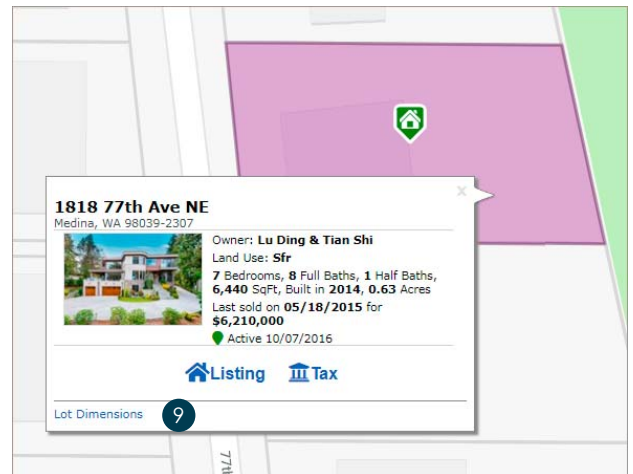 1818 77th Ave NE
x
Medina, WA 98039-2307
Owner: Lu Ding & Tian Shi
Land Use: Sfr
7 Bedrooms, 8 Full Baths, 1 Half Baths,
6,440 SqFt, Built in 2014, 0.63 Acres
Last sold on 05/18/2015 for
$6,210,000
Active 10/07/2016
Listing Tax
Lot Dimensions 9
77th